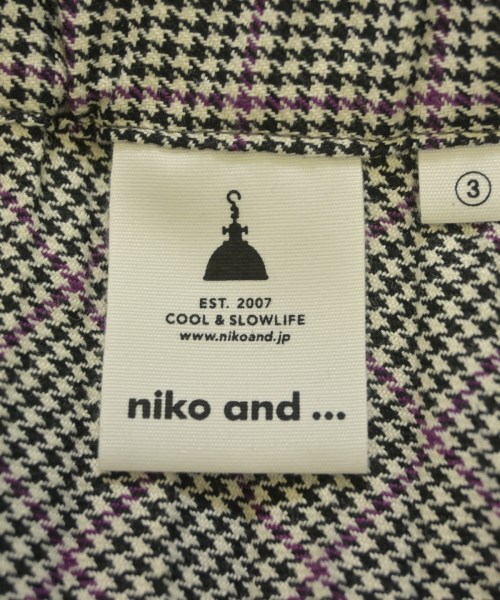 ③
EST. 2007
COOL & SLOWLIFE
www.nikoand.jp
niko and ...